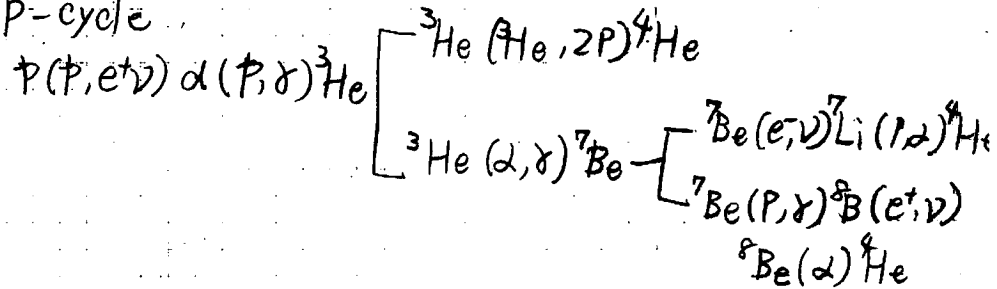 P-cycle
p(p,e⁺ν) d(p,γ)³He
³He (³He, 2P)⁴He
³He (α,γ)⁷Be
⁷Be(e⁻,ν)⁷Li(P,α)⁴He
⁷Be(P,γ)⁸B(e⁺,ν)
⁸Be(α)⁴He